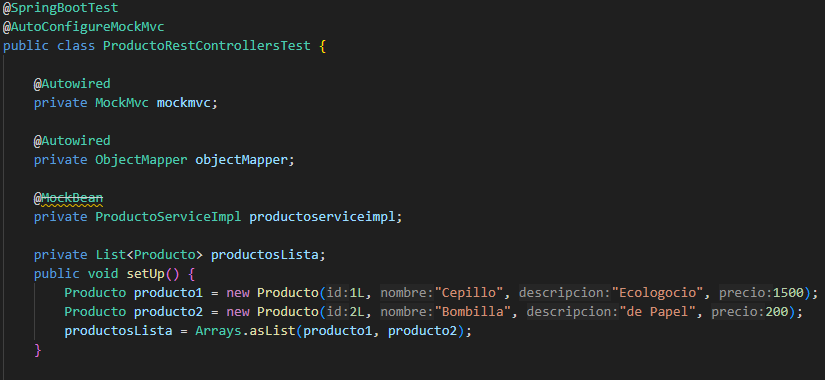 @SpringBootTest
@AutoConfigureMockMvc
public class ProductoRestControllersTest {
@Autowired
private MockMvc mockmvc;
@Autowired
private ObjectMapper objectMapper;
@MockBean
private ProductoServiceImpl productoserviceimpl;
private List<Producto> productosLista;
public void setUp() {
Producto producto1 = new Producto(id:1L, nombre:"Cepillo", descripcion:"Ecologocio", precio:1500);
Producto producto2 = new Producto(id:2L, nombre:"Bombilla", descripcion:"de Papel", precio:200);
productosLista = Arrays.asList(producto1, producto2);
}